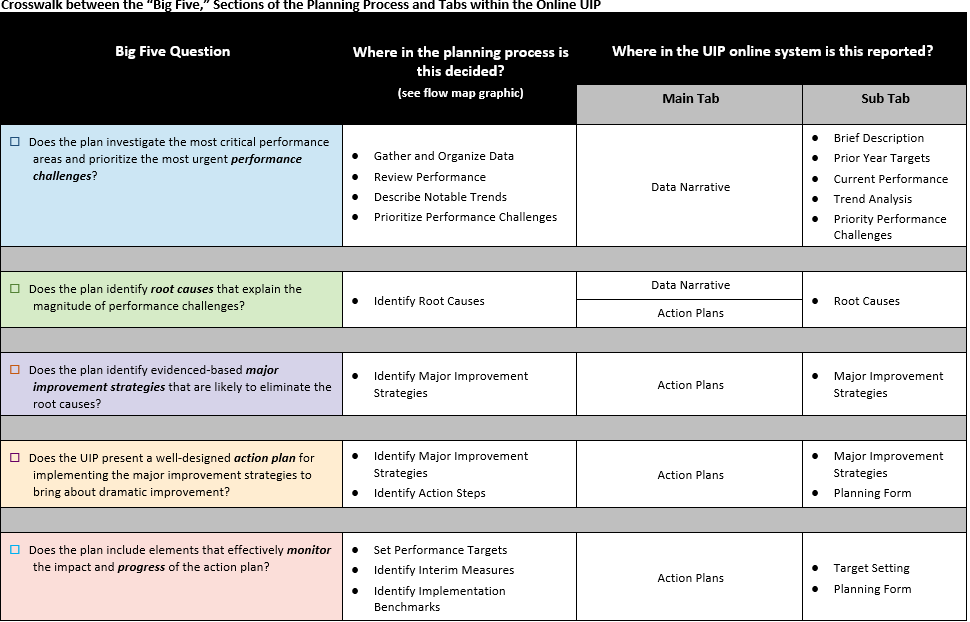 Crosswalk between the “Big Five,” Sections of the Planning Process and Tabs within the Online UIP
Big Five Question
Where in the planning process is
this decided?
(see flow map graphic)
Where in the UIP online system is this reported?
Main Tab
Sub Tab
☐ Does the plan investigate the most critical performance
areas and prioritize the most urgent performance
challenges?
● Gather and Organize Data
● Review Performance
● Describe Notable Trends
● Prioritize Performance Challenges
Data Narrative
● Brief Description
● Prior Year Targets
● Current Performance
● Trend Analysis
● Priority Performance
Challenges
☐ Does the plan identify root causes that explain the
magnitude of performance challenges?
● Identify Root Causes
Data Narrative
Action Plans
● Root Causes
☐ Does the plan identify evidenced-based major
improvement strategies that are likely to eliminate the
root causes?
● Identify Major Improvement
Strategies
Action Plans
● Major Improvement
Strategies
☐ Does the UIP present a well-designed action plan for
implementing the major improvement strategies to
bring about dramatic improvement?
● Identify Major Improvement
Strategies
● Identify Action Steps
Action Plans
● Major Improvement
Strategies
● Planning Form
☐ Does the plan include elements that effectively monitor
the impact and progress of the action plan?
● Set Performance Targets
● Identify Interim Measures
● Identify Implementation
Benchmarks
Action Plans
● Target Setting
● Planning Form